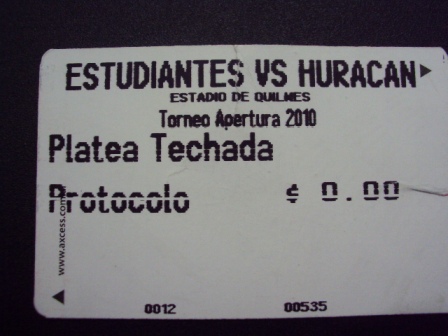 ESTUDIANTES VS HURACAN
ESTADIO DE QUILMES
Torneo Apertura 2010
Platea Techada
Protocolo $ 0.00
www.axcess.com
0012 00535